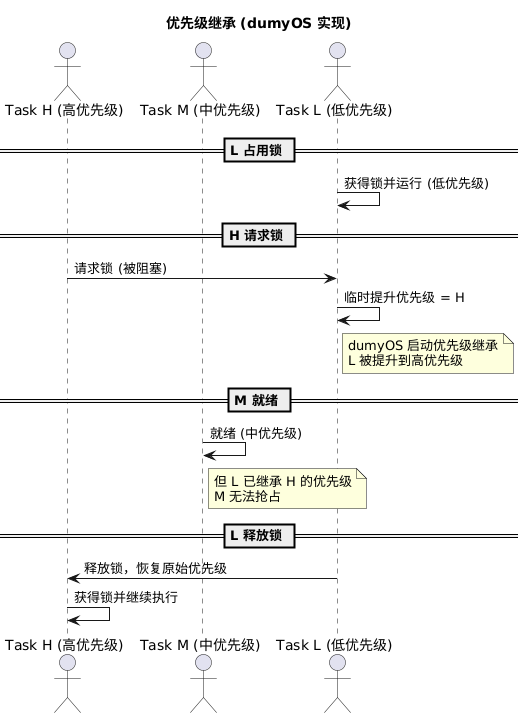 优先级继承 (dumyOS 实现)
Task H (高优先级)
Task M (中优先级)
Task L (低优先级)
L 占用锁
获得锁并运行 (低优先级)
H 请求锁
请求锁 (被阻塞)
临时提升优先级 = H
dumyOS 启动优先级继承
L 被提升到高优先级
M 就绪
就绪 (中优先级)
但 L 已继承 H 的优先级
M 无法抢占
L 释放锁
释放锁，恢复原始优先级
获得锁并继续执行
Task H (高优先级)
Task M (中优先级)
Task L (低优先级)